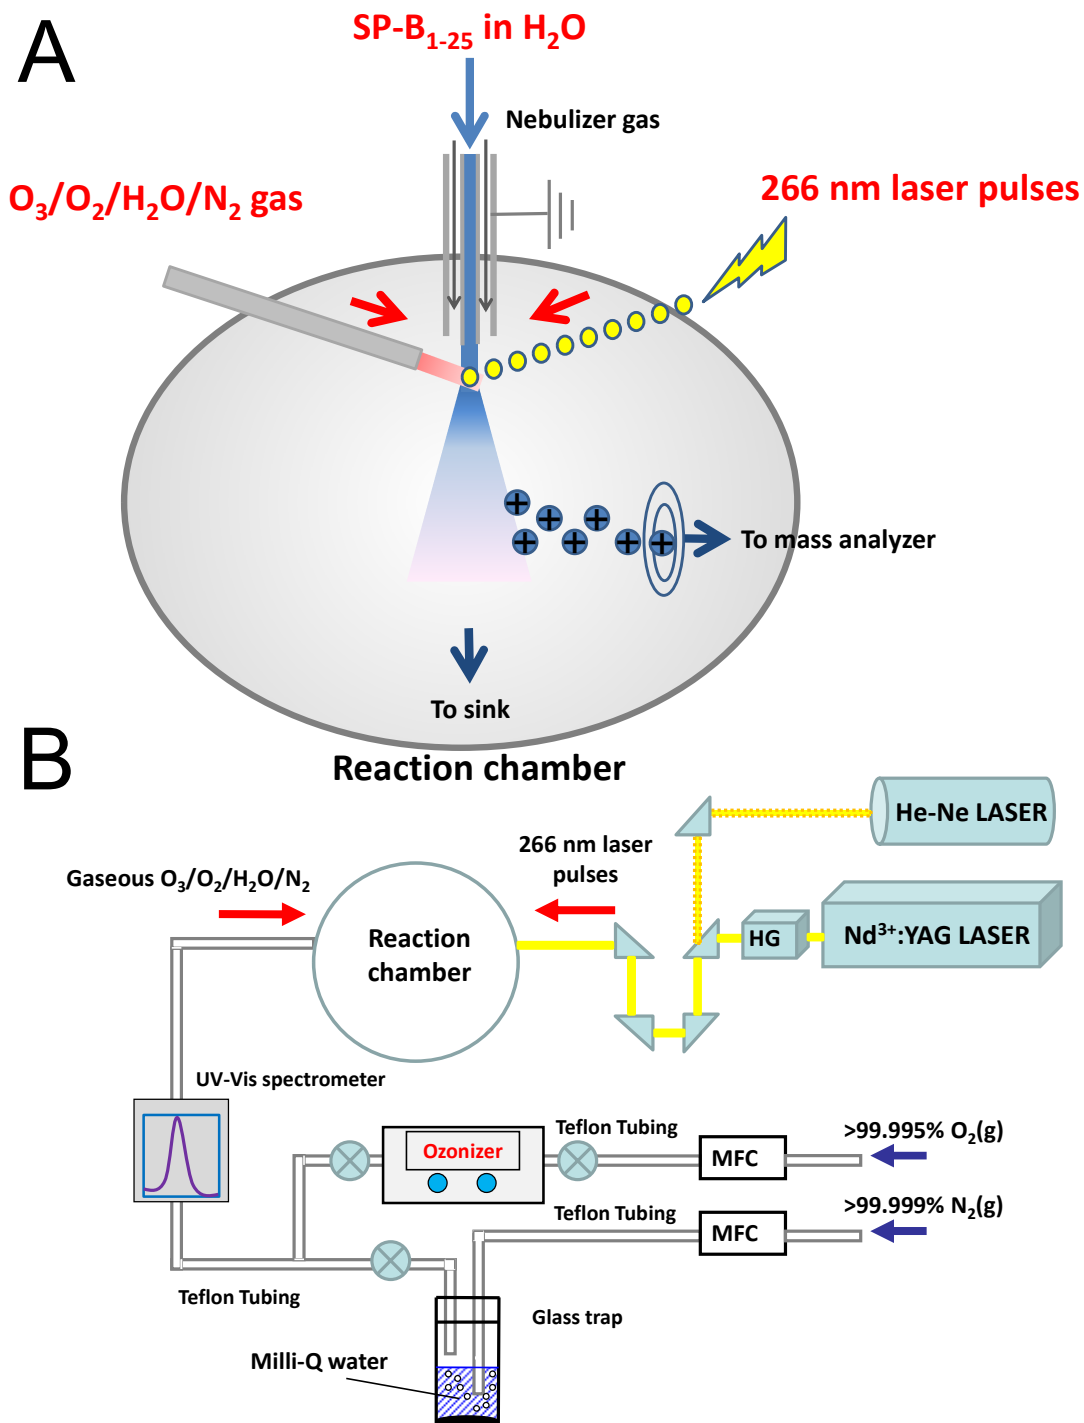 A
SP-B₁₋₂₅ in H₂O
Nebulizer gas
O₃/O₂/H₂O/N₂ gas
266 nm laser pulses
To mass analyzer
To sink
Reaction chamber
B
He-Ne LASER
266 nm laser
pulses
Gaseous O₃/O₂/H₂O/N₂
Reaction
chamber
HG
Nd³⁺:YAG LASER
UV-Vis spectrometer
Ozonizer
Teflon Tubing
MFC
>99.995% O₂(g)
>99.999% N₂(g)
Teflon Tubing
MFC
Teflon Tubing
Glass trap
Milli-Q water